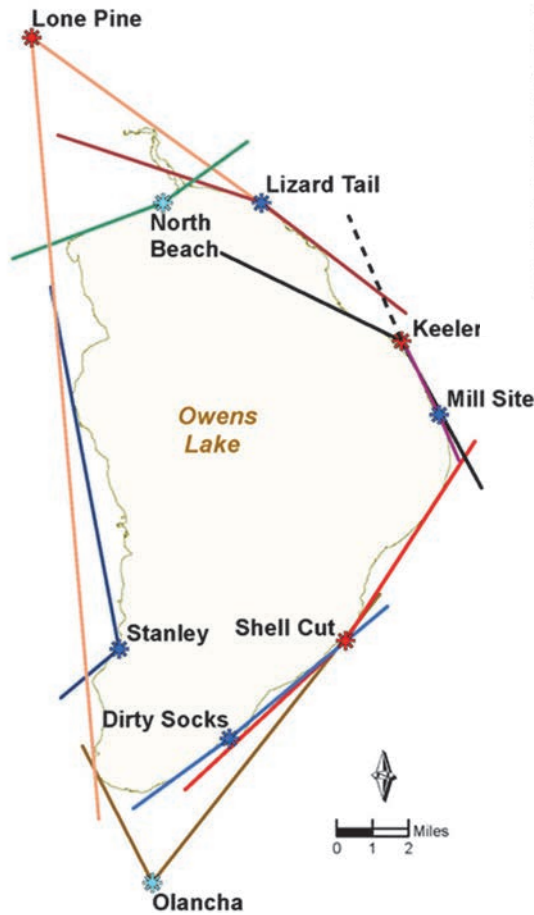 Lone Pine
Lizard Tail
North
Beach
Keeler
Mill Site
Owens
Lake
Stanley
Shell Cut
Dirty Socks
Miles
0 1 2
Olancha